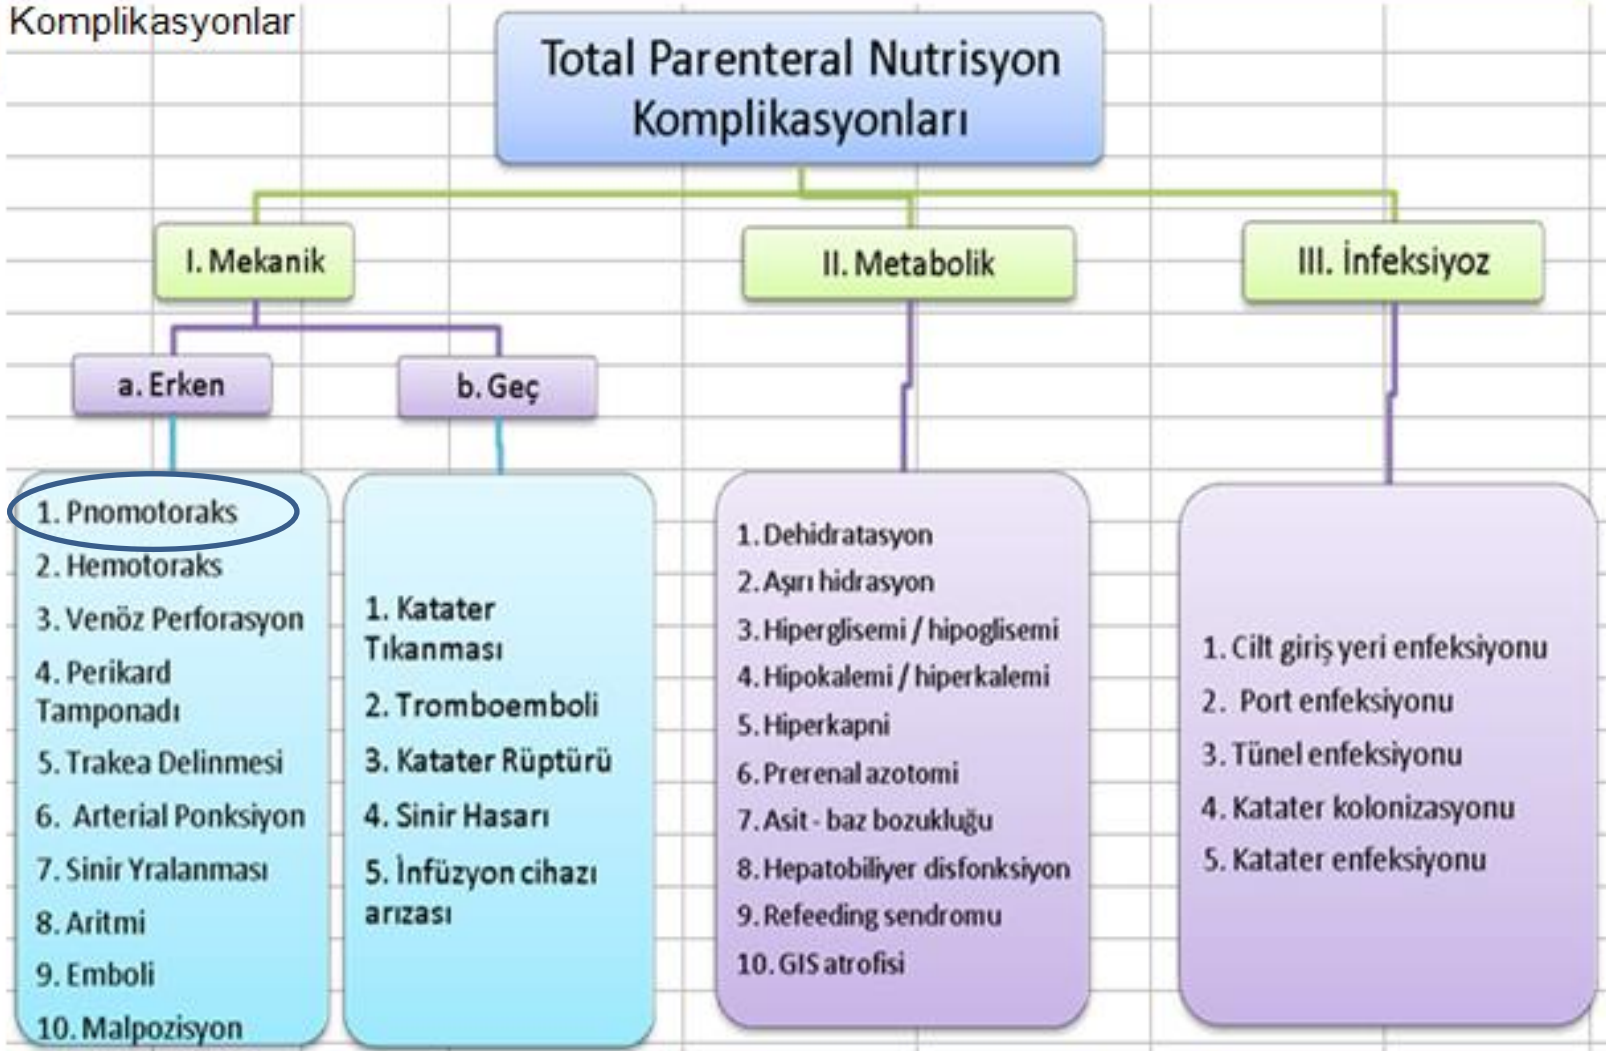 Komplikasyonlar
Total Parenteral Nutrisyon
Komplikasyonları
I. Mekanik
II. Metabolik
III. İnfeksiyoz
a. Erken
b. Geç
1. Pnomotoraks
2. Hemotoraks
3. Venöz Perforasyon
4. Perikard
Tamponadı
5. Trakea Delinmesi
6. Arterial Ponksiyon
7. Sinir Yralanması
8. Aritmi
9. Emboli
10. Malpozisyon
1. Katater
Tıkanması
2. Tromboemboli
3. Katater Rüptürü
4. Sinir Hasarı
5. İnfüzyon cihazı
arızası
1. Dehidratasyon
2. Aşırı hidrasyon
3. Hiperglisemi / hipoglisemi
4. Hipokalemi / hiperkalemi
5. Hiperkapni
6. Prerenal azotomi
7. Asit - baz bozukluğu
8. Hepatobiliyer disfonksiyon
9. Refeeding sendromu
10. GIS atrofisi
1. Cilt giriş yeri enfeksiyonu
2. Port enfeksiyonu
3. Tünel enfeksiyonu
4. Katater kolonizasyonu
5. Katater enfeksiyonu